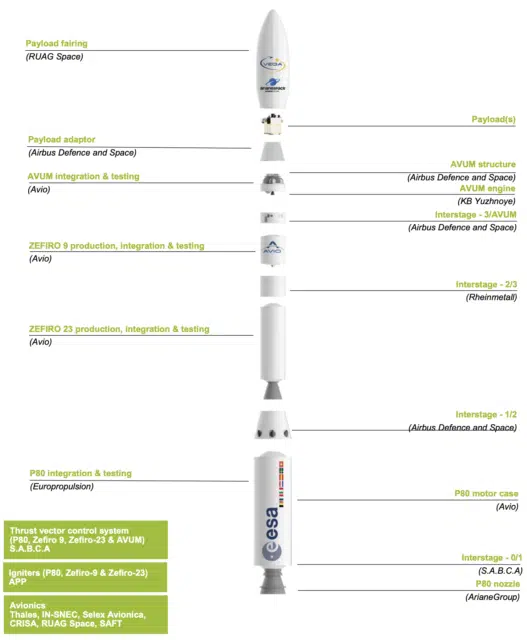 Payload fairing
(RUAG Space)
VEGA
arianespace
Payload(s)
Payload adaptor
(Airbus Defence and Space)
AVUM structure
(Airbus Defence and Space)
AVUM integration & testing
(Avio)
AVUM engine
(KB Yuzhnoye)
Interstage - 3/AVUM
(Airbus Defence and Space)
ZEFIRO 9 production, integration & testing
(Avio)
AVIO
Interstage - 2/3
(Rheinmetall)
ZEFIRO 23 production, integration & testing
(Avio)
Interstage - 1/2
(Airbus Defence and Space)
P80 integration & testing
(Europropulsion)
esa
P80 motor case
(Avio)
Thrust vector control system
(P80, Zefiro 9, Zefiro-23 & AVUM)
S.A.B.C.A
Interstage - 0/1
(S.A.B.C.A)
Igniters (P80, Zefiro-9 & Zefiro-23)
APP
P80 nozzle
(ArianeGroup)
Avionics
Thales, IN-SNEC, Selex Avionica,
CRISA, RUAG Space, SAFT